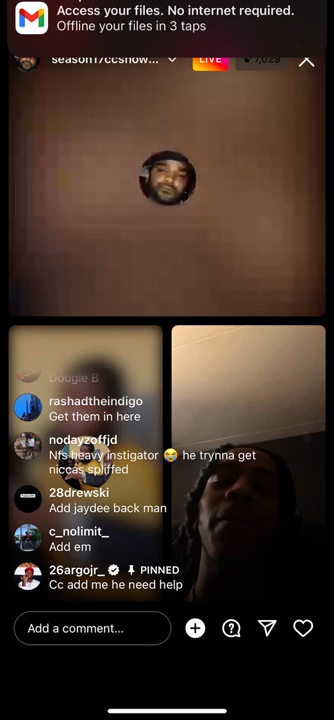 Access your files. No internet required.
Offline your files in 3 taps
season17ccshow...
LIVE
7,029
Dougie B
rashadtheindigo
Get them in here
nodayzoffjd
Nfs heavy instigator 😭 he trynna get
niccas spliffed
28drewski
Add jaydee back man
c_nolimit_
Add em
26argojr_ PINNED
Cc add me he need help
Add a comment...